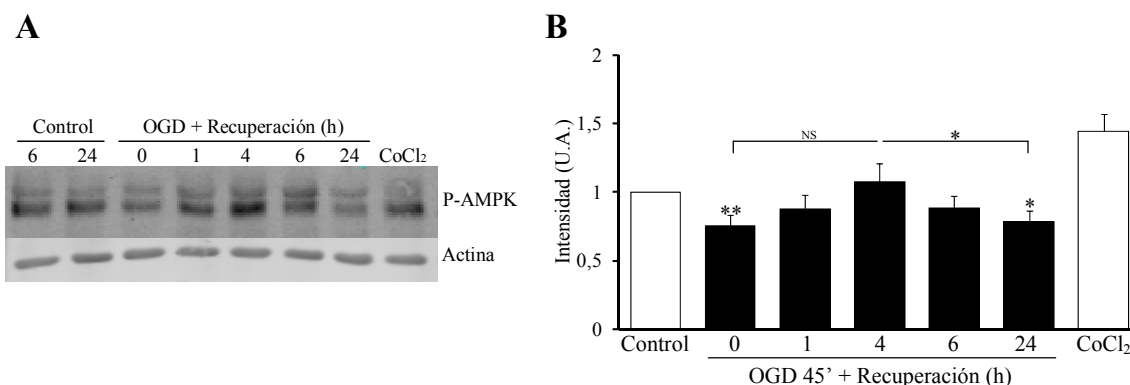 A
Control OGD + Recuperación (h)
6 24 0 1 4 6 24 CoCl₂
P-AMPK
Actina
B
Intensidad (U.A.)
2
1,5
1
0,5
0
NS
*
**
*
Control 0 1 4 6 24 CoCl₂
OGD 45’ + Recuperación (h)